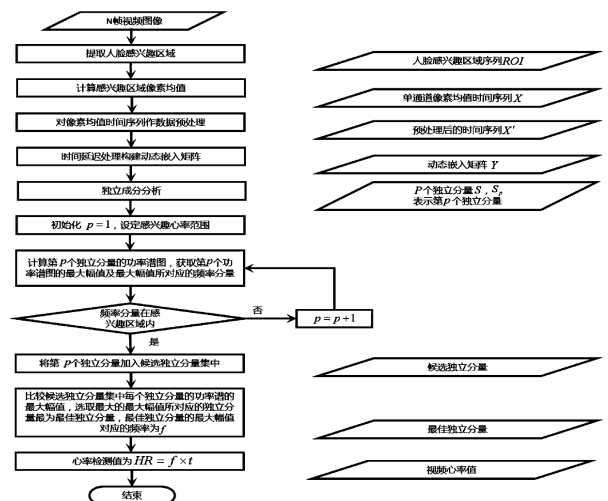 N帧视频图像
提取人脸感兴趣区域
人脸感兴趣区域序列ROI
计算感兴趣区域像素均值
单通道像素均值时间序列X
对像素均值时间序列作数据预处理
预处理后的时间序列X'
时间延迟处理构建动态嵌入矩阵
动态嵌入矩阵 Y
独立成分分析
P个独立分量S，Sp
表示第p个独立分量
初始化 p=1，设定感兴趣心率范围
计算第P个独立分量的功率谱图，获取第P个功
率谱图的最大幅值及最大幅值所对应的频率分量
频率分量在感
兴趣区域内
否
p=p+1
是
将第 P个独立分量加入候选独立分量集中
候选独立分量
比较候选独立分量集中每个独立分量的功率谱的
最大幅值，选取最大的最大幅值所对应的独立分
量最为最佳独立分量，最佳独立分量的最大幅值
对应的频率为f
最佳独立分量
心率检测值为HR=f×t
视频心率值
结束